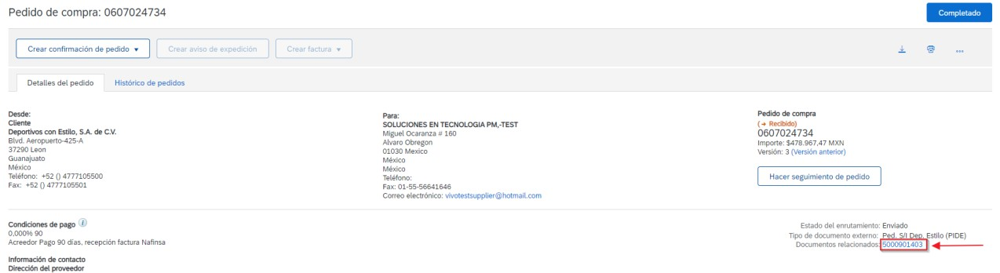 Pedido de compra: 0607024734
Completado
Crear confirmación de pedido ▼
Crear aviso de expedición
Crear factura ▼
Detalles del pedido
Histórico de pedidos
Desde:
Cliente
Deportivos con Estilo, S.A. de C.V.
Blvd. Aeropuerto-425-A
37290 Leon
Guanajuato
México
Teléfono: +52 () 4777105500
Fax: +52 () 4777105501
Para:
SOLUCIONES EN TECNOLOGIA PM,-TEST
Miguel Ocaranza # 160
Alvaro Obregon
01030 Mexico
México
México
Teléfono:
Fax: 01-55-56641646
Correo electrónico: vivotestsupplier@hotmail.com
Pedido de compra
(→ Recibido)
0607024734
Importe: $478.967,47 MXN
Versión: 3 (Versión anterior)
Hacer seguimiento de pedido
Condiciones de pago
0,000% 90
Acreedor Pago 90 días, recepción factura Nafinsa
Estado del enrutamiento: Enviado
Tipo de documento externo: Ped. S/I Dep. Estilo (PIDE)
Documentos relacionados: 5000901403
Información de contacto
Dirección del proveedor